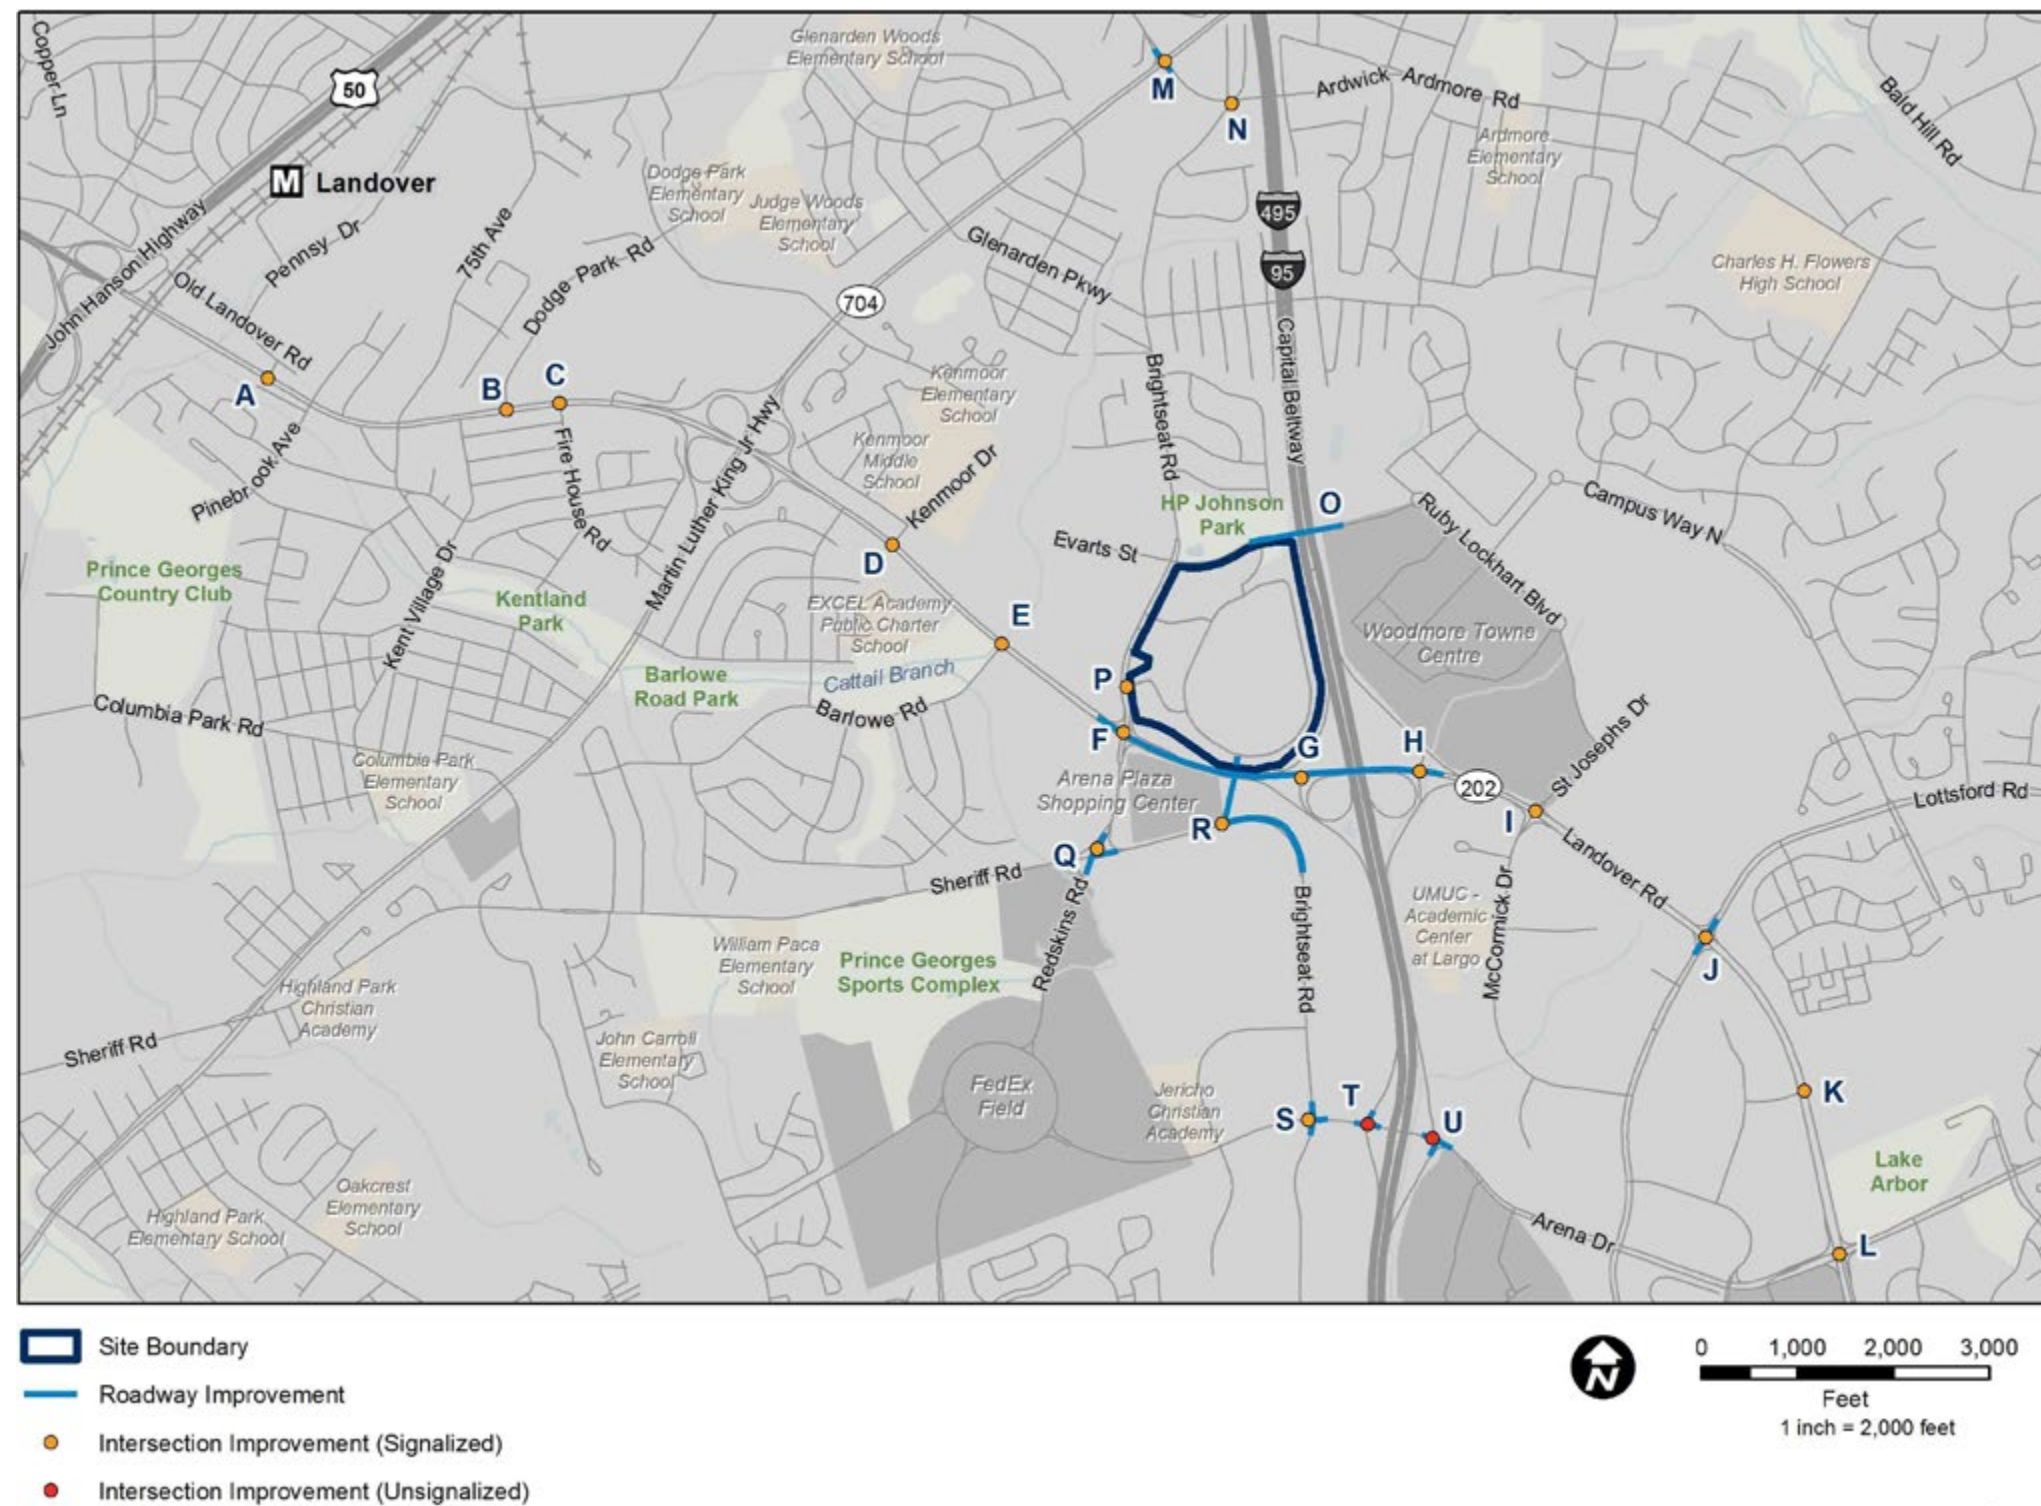 Copper Ln
50
M Landover
John Hanson Highway
Old Landover Rd
Pennsy Dr
75th Ave
Dodge Park Rd
Glenarden Woods
Elementary School
Dodge Park
Elementary
School
Judge Woods
Elementary
School
704
Glenarden Pkwy
M
N
Ardwick Ardmore Rd
Ardmore
Elementary
School
Bald Hill Rd
495
95
Capital Beltway
Charles H. Flowers
High School
A
B
C
Pinebrook Ave
Fire House Rd
Martin Luther King Jr Hwy
Kenmoor
Elementary
School
Kenmoor
Middle
School
Kenmoor Dr
Brightseat Rd
HP Johnson
Park
O
Ruby Lockhart Blvd
Campus Way N
Evarts St
D
Prince Georges
Country Club
Kent Village Dr
Kentland
Park
EXCEL Academy
Public Charter
School
E
Woodmore Towne
Centre
Barlowe
Road Park
Cattail Branch
Barlowe Rd
P
F
G
H
202
St Josephs Dr
Lottsford Rd
Columbia Park Rd
Columbia Park
Elementary
School
Arena Plaza
Shopping Center
R
I
Landover Rd
Q
Sheriff Rd
Redskins Rd
Brightseat Rd
UMUC -
Academic
Center
at Largo
McCormick Dr
J
William Paca
Elementary
School
Prince Georges
Sports Complex
Highland Park
Christian
Academy
Sheriff Rd
John Carroll
Elementary
School
FedEx
Field
Jericho
Christian
Academy
S
T
U
K
Lake
Arbor
Oakcrest
Elementary
School
Highland Park
Elementary School
Arena Dr
L
Site Boundary
Roadway Improvement
Intersection Improvement (Signalized)
Intersection Improvement (Unsignalized)
N
0 1,000 2,000 3,000
Feet
1 inch = 2,000 feet